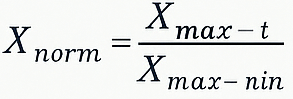 X_norm = X_max-t / X_max-nin